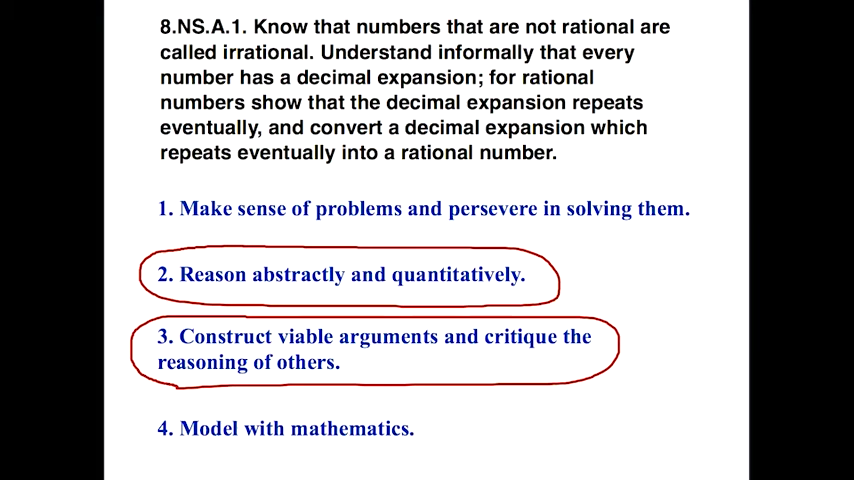 8.NS.A.1. Know that numbers that are not rational are
called irrational. Understand informally that every
number has a decimal expansion; for rational
numbers show that the decimal expansion repeats
eventually, and convert a decimal expansion which
repeats eventually into a rational number.
1. Make sense of problems and persevere in solving them.
2. Reason abstractly and quantitatively.
3. Construct viable arguments and critique the
reasoning of others.
4. Model with mathematics.